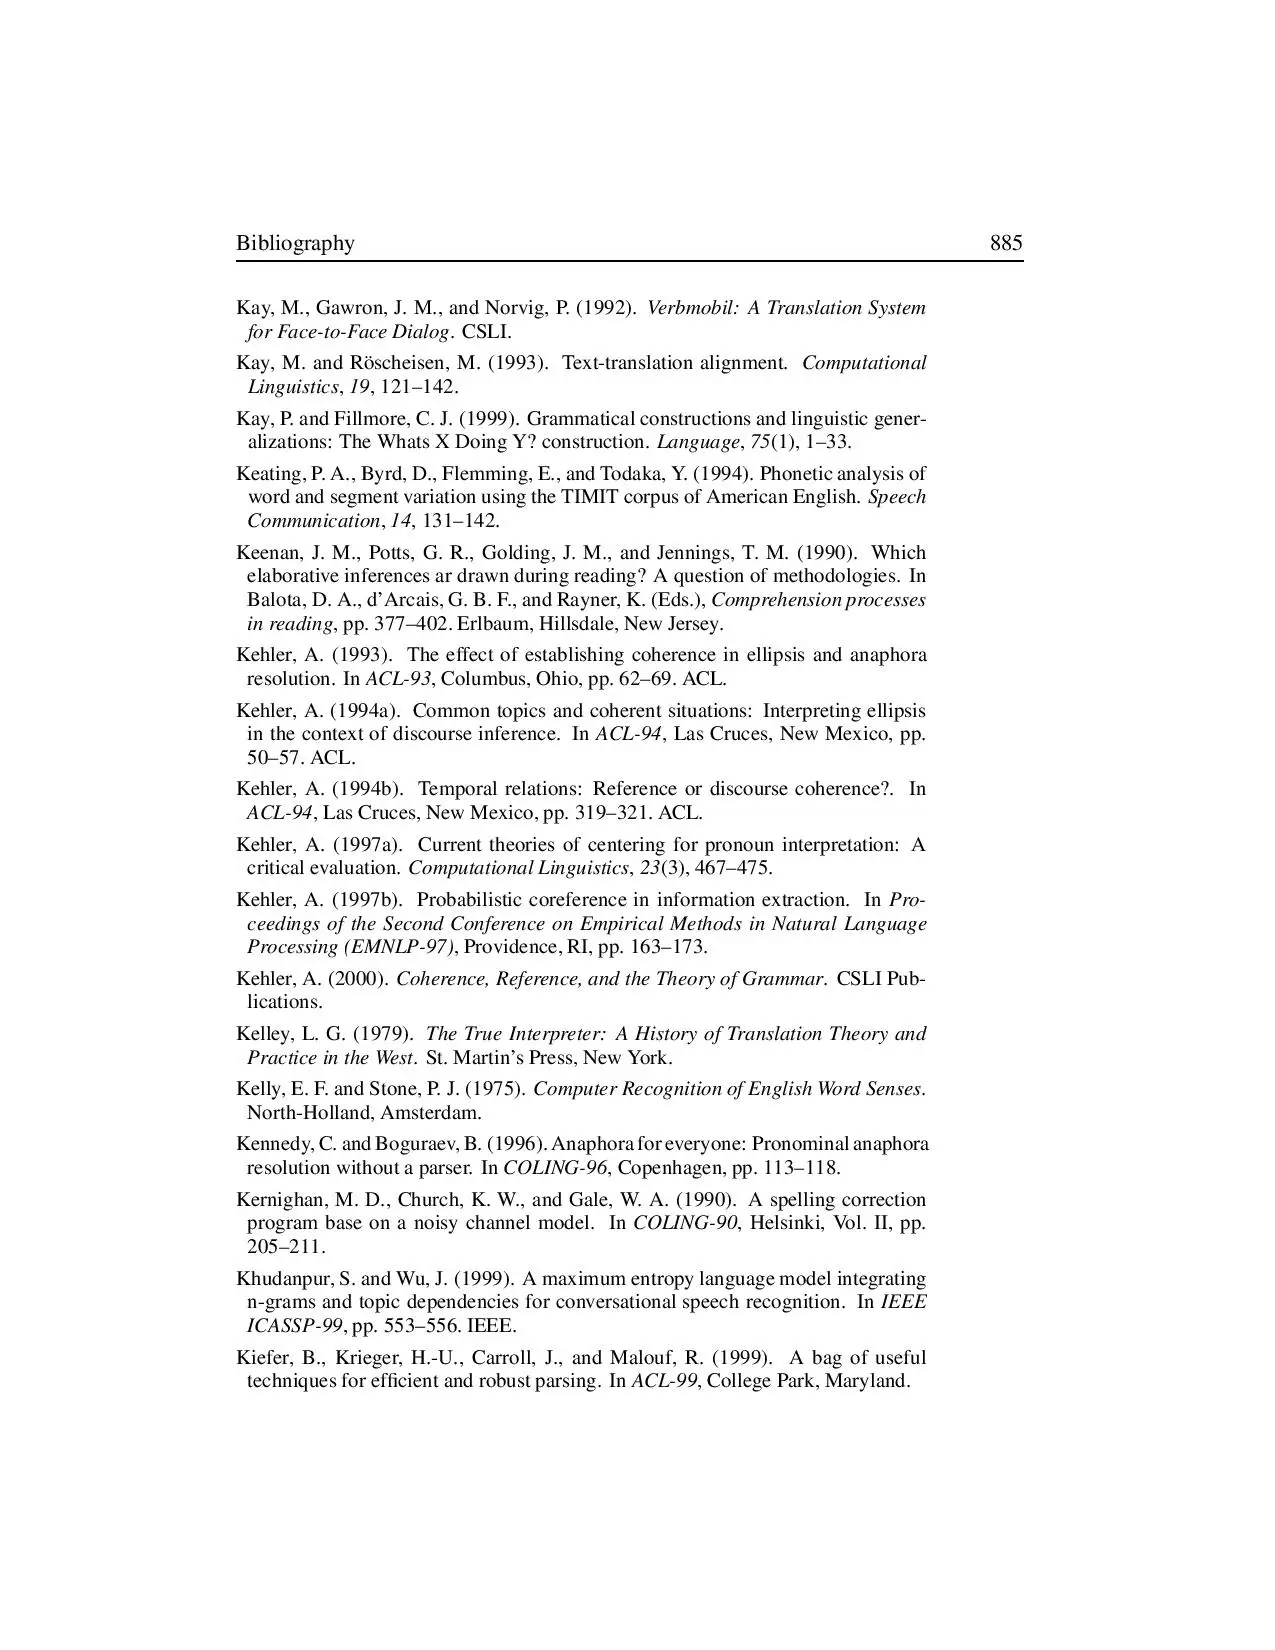 Bibliography 885
Kay, M., Gawron, J. M., and Norvig, P. (1992). Verbmobil: A Translation System
for Face-to-Face Dialog. CSLI.
Kay, M. and Röscheisen, M. (1993). Text-translation alignment. Computational
Linguistics, 19, 121–142.
Kay, P. and Fillmore, C. J. (1999). Grammatical constructions and linguistic gener-
alizations: The Whats X Doing Y? construction. Language, 75(1), 1–33.
Keating, P. A., Byrd, D., Flemming, E., and Todaka, Y. (1994). Phonetic analysis of
word and segment variation using the TIMIT corpus of American English. Speech
Communication, 14, 131–142.
Keenan, J. M., Potts, G. R., Golding, J. M., and Jennings, T. M. (1990). Which
elaborative inferences ar drawn during reading? A question of methodologies. In
Balota, D. A., d'Arcais, G. B. F., and Rayner, K. (Eds.), Comprehension processes
in reading, pp. 377–402. Erlbaum, Hillsdale, New Jersey.
Kehler, A. (1993). The effect of establishing coherence in ellipsis and anaphora
resolution. In ACL-93, Columbus, Ohio, pp. 62–69. ACL.
Kehler, A. (1994a). Common topics and coherent situations: Interpreting ellipsis
in the context of discourse inference. In ACL-94, Las Cruces, New Mexico, pp.
50–57. ACL.
Kehler, A. (1994b). Temporal relations: Reference or discourse coherence?. In
ACL-94, Las Cruces, New Mexico, pp. 319–321. ACL.
Kehler, A. (1997a). Current theories of centering for pronoun interpretation: A
critical evaluation. Computational Linguistics, 23(3), 467–475.
Kehler, A. (1997b). Probabilistic coreference in information extraction. In Pro-
ceedings of the Second Conference on Empirical Methods in Natural Language
Processing (EMNLP-97), Providence, RI, pp. 163–173.
Kehler, A. (2000). Coherence, Reference, and the Theory of Grammar. CSLI Pub-
lications.
Kelley, L. G. (1979). The True Interpreter: A History of Translation Theory and
Practice in the West. St. Martin's Press, New York.
Kelly, E. F. and Stone, P. J. (1975). Computer Recognition of English Word Senses.
North-Holland, Amsterdam.
Kennedy, C. and Boguraev, B. (1996). Anaphora for everyone: Pronominal anaphora
resolution without a parser. In COLING-96, Copenhagen, pp. 113–118.
Kernighan, M. D., Church, K. W., and Gale, W. A. (1990). A spelling correction
program base on a noisy channel model. In COLING-90, Helsinki, Vol. II, pp.
205–211.
Khudanpur, S. and Wu, J. (1999). A maximum entropy language model integrating
n-grams and topic dependencies for conversational speech recognition. In IEEE
ICASSP-99, pp. 553–556. IEEE.
Kiefer, B., Krieger, H.-U., Carroll, J., and Malouf, R. (1999). A bag of useful
techniques for efficient and robust parsing. In ACL-99, College Park, Maryland.